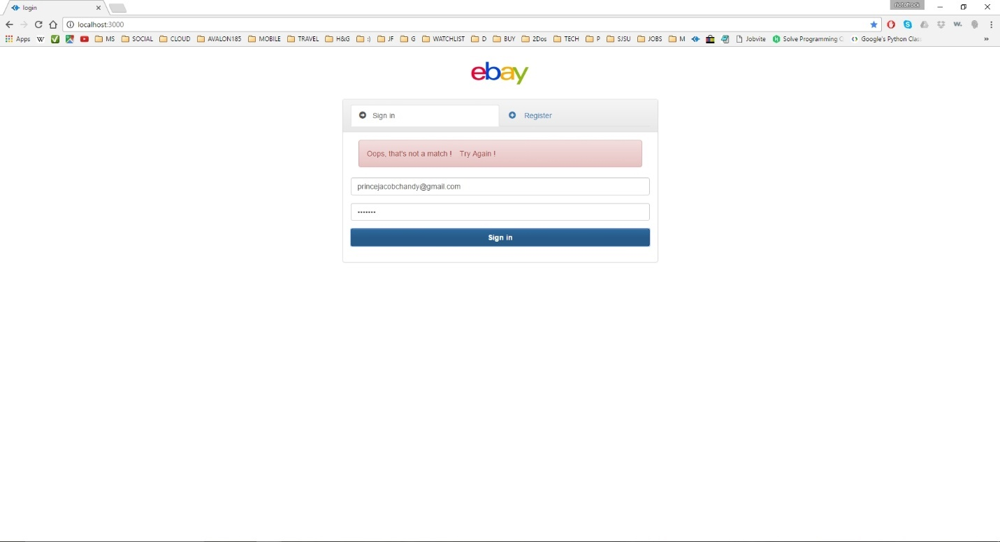 login
riotofrock
localhost:3000
Apps W MS SOCIAL CLOUD AVALON185 MOBILE TRAVEL H&G :) JF G WATCHLIST D BUY 2Dos TECH P SJSU JOBS M Jobvite Solve Programming C Google's Python Clas »
ebay
Sign in Register
Oops, that's not a match ! Try Again !
princejacobchandy@gmail.com
•••••••
Sign in